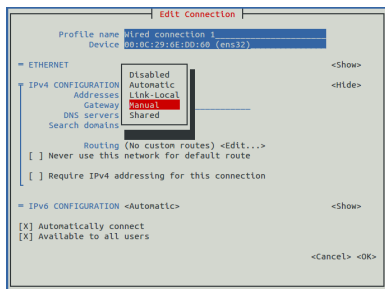 Edit Connection
Profile name Wired connection 1
Device 00:0C:29:6E:DD:60 (ens32)
= ETHERNET <Show>
Disabled
IPv4 CONFIGURATION Automatic <Hide>
Addresses Link-Local
Gateway Manual
DNS servers Shared
Search domains
Routing (No custom routes) <Edit...>
[ ] Never use this network for default route
[ ] Require IPv4 addressing for this connection
= IPv6 CONFIGURATION <Automatic> <Show>
[X] Automatically connect
[X] Available to all users
<Cancel> <OK>